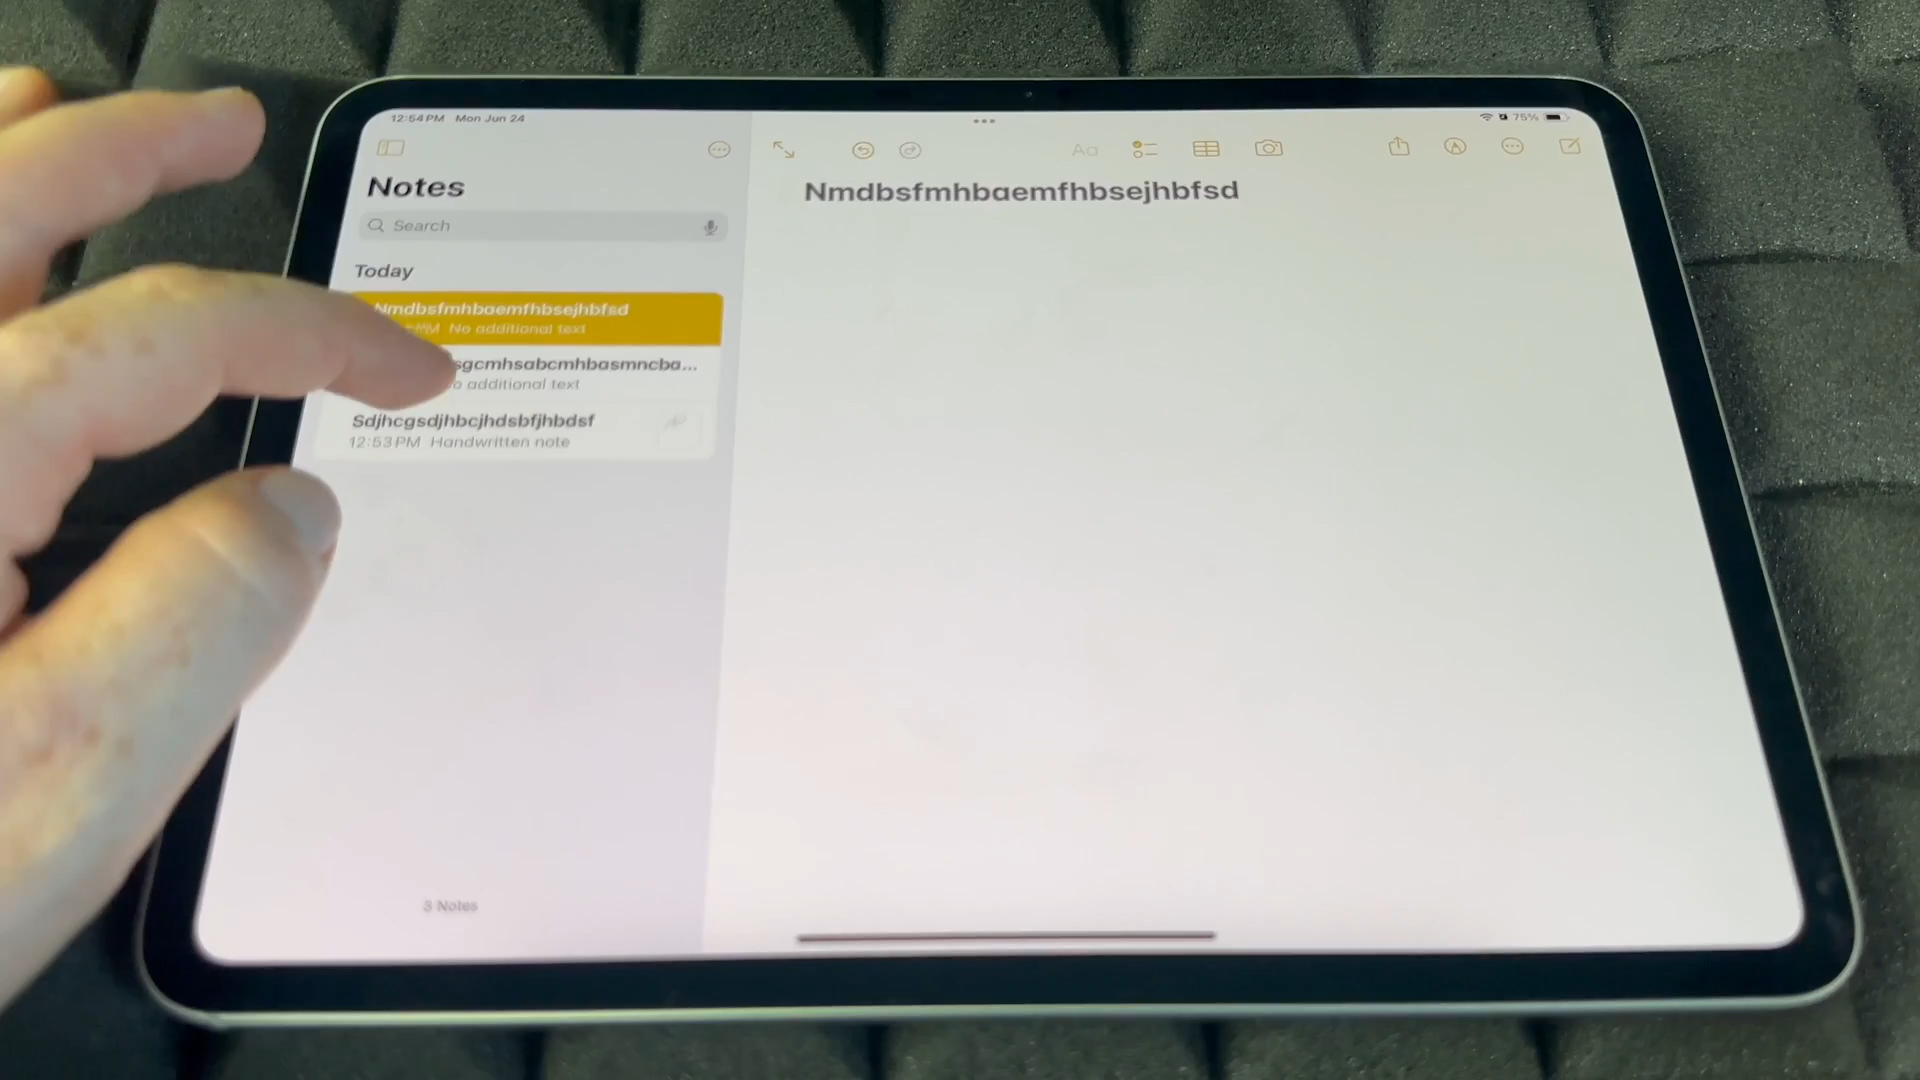 12:54 PM Mon Jun 24
75%
Notes
Search
Today
Nmdbsfmhbaemfhbsejhbfsd
No additional text
additional text
Sdjhcgsdjhbcjhdsbfjhbdsf
12:53 PM Handwritten note
3 Notes
Aa
Nmdbsfmhbaemfhbsejhbfsd